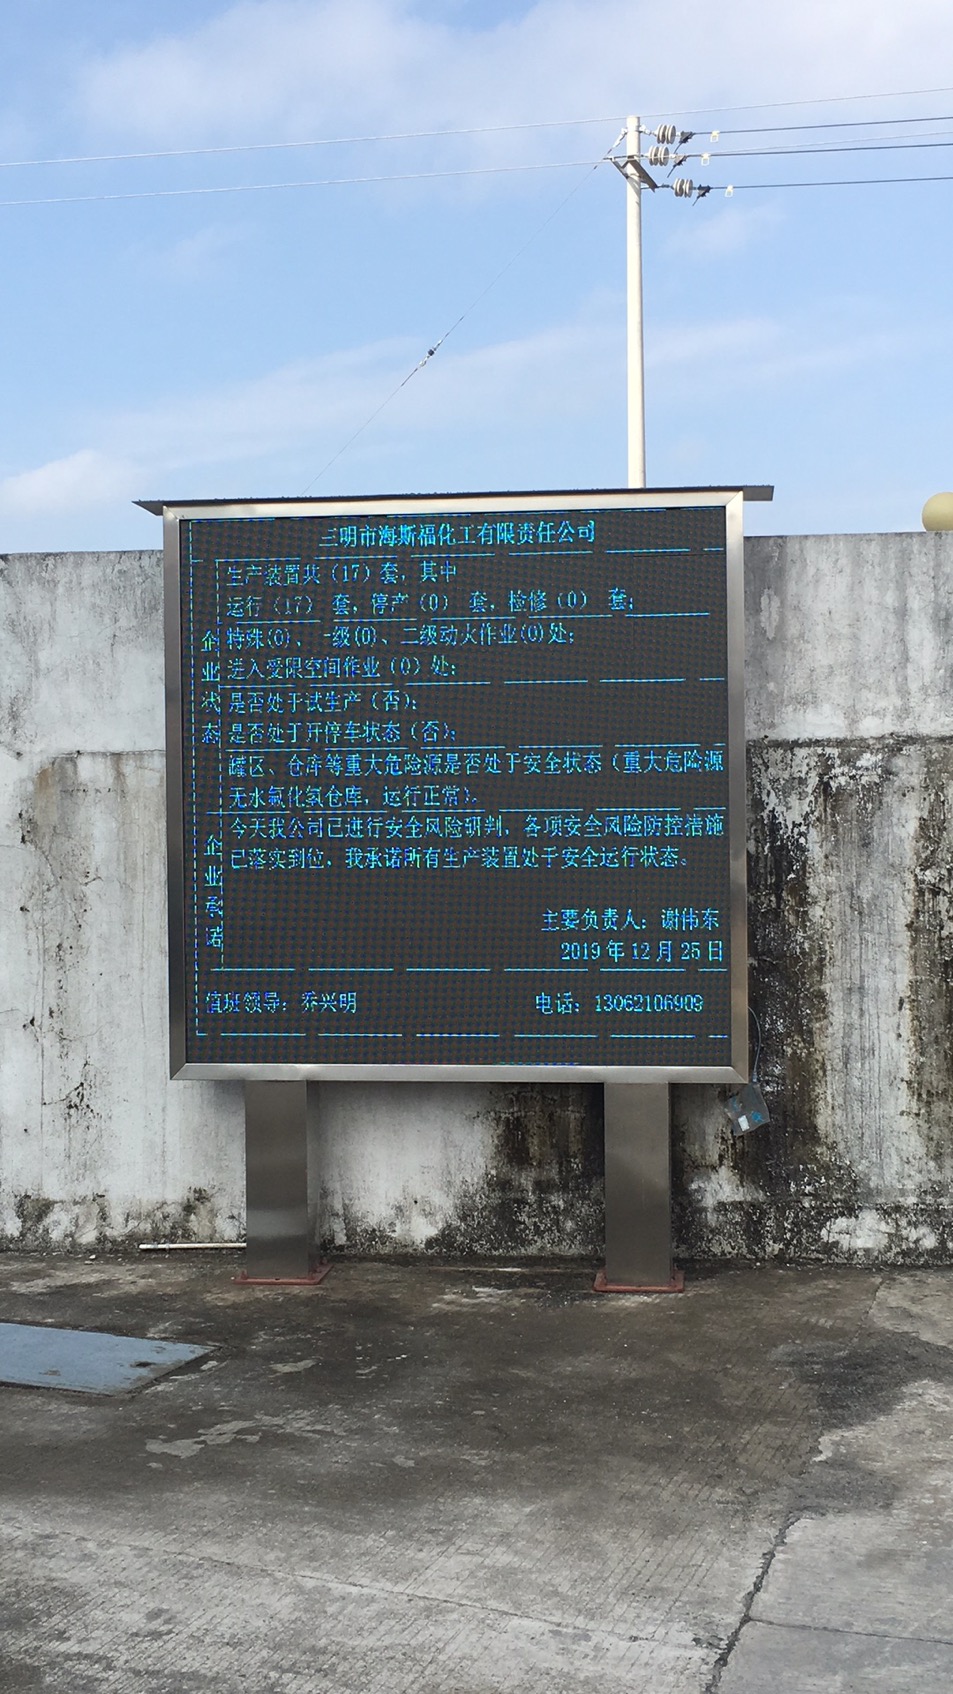 三明市海斯福化工有限责任公司
企业状态
生产装置共（17）套，其中
运行（17） 套，停产（0） 套，检修（0） 套；
特殊(0)、一级(0)、二级动火作业(0)处；
进入受限空间作业（0）处；
是否处于试生产（否）；
是否处于开停车状态（否）；
罐区、仓库等重大危险源是否处于安全状态（重大危险源
无水氟化氢仓库，运行正常）。
企业承诺
今天我公司已进行安全风险研判，各项安全风险防控措施
已落实到位，我承诺所有生产装置处于安全运行状态。
主要负责人：谢伟东
2019年12月25日
值班领导：乔兴明 电话：13062106909